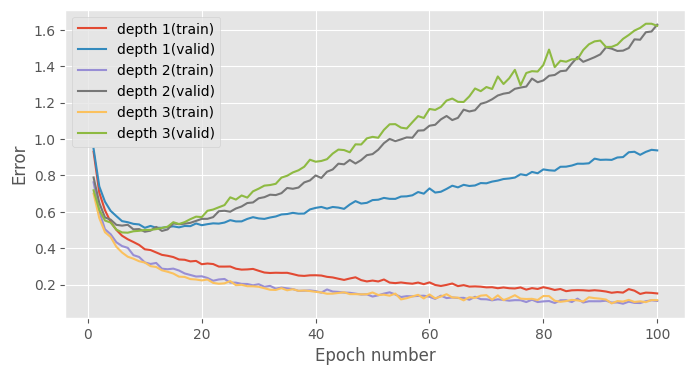 depth 1(train)
depth 1(valid)
depth 2(train)
depth 2(valid)
depth 3(train)
depth 3(valid)
Error
1.6
1.4
1.2
1.0
0.8
0.6
0.4
0.2
0 20 40 60 80 100
Epoch number